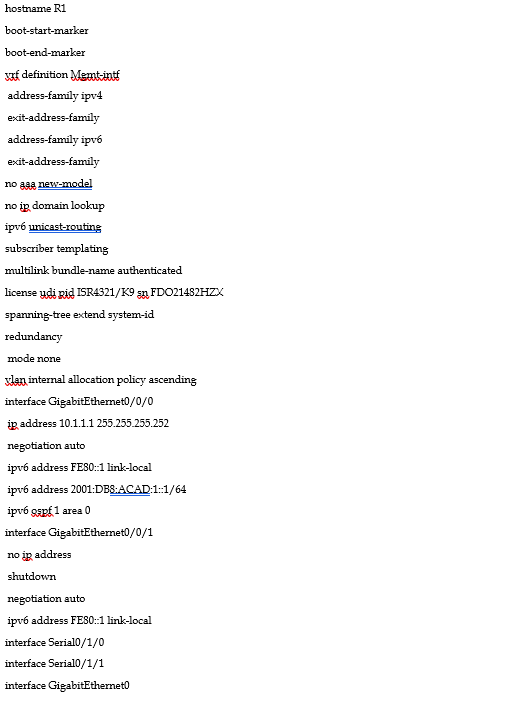 hostname R1
boot-start-marker
boot-end-marker
vrf definition Mgmt-intf
address-family ipv4
exit-address-family
address-family ipv6
exit-address-family
no aaa new-model
no ip domain lookup
ipv6 unicast-routing
subscriber templating
multilink bundle-name authenticated
license udi pid ISR4321/K9 sn FDO21482HZX
spanning-tree extend system-id
redundancy
mode none
vlan internal allocation policy ascending
interface GigabitEthernet0/0/0
ip address 10.1.1.1 255.255.255.252
negotiation auto
ipv6 address FE80::1 link-local
ipv6 address 2001:DB8:ACAD:1::1/64
ipv6 ospf 1 area 0
interface GigabitEthernet0/0/1
no ip address
shutdown
negotiation auto
ipv6 address FE80::1 link-local
interface Serial0/1/0
interface Serial0/1/1
interface GigabitEthernet0